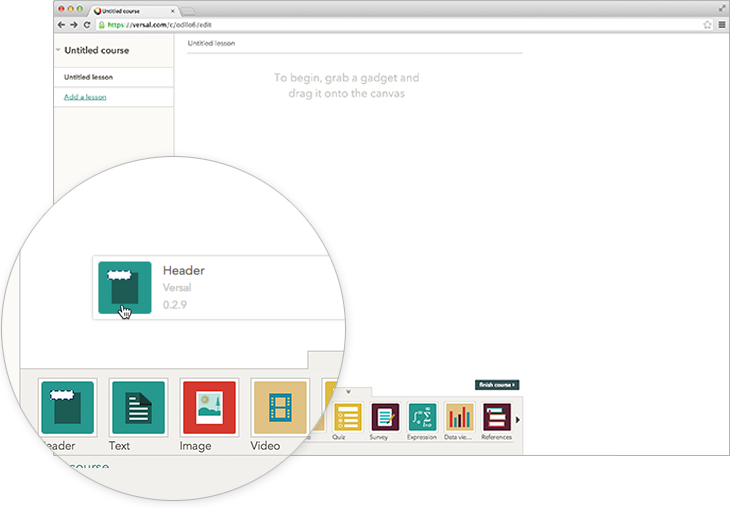 Untitled course
https://versal.com/c/odllo6/edit
Untitled course
Untitled lesson
Add a lesson
Untitled lesson
To begin, grab a gadget and
drag it onto the canvas
Header
Versal
0.2.9
finish course
eader
Text
Image
Video
Quiz
Survey
Expression
Data vie...
References
course